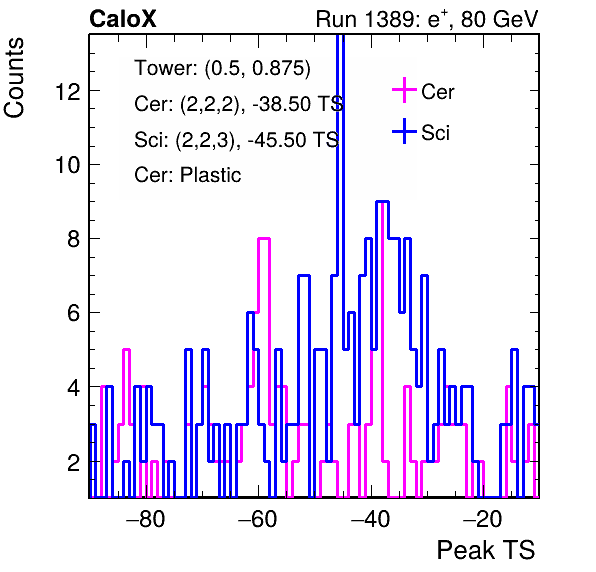 CaloX Run 1389: e+, 80 GeV
Counts
Tower: (0.5, 0.875)
Cer: (2,2,2), -38.50 TS
Sci: (2,2,3), -45.50 TS
Cer: Plastic
Cer
Sci
12
10
8
6
4
2
−80 −60 −40 −20
Peak TS